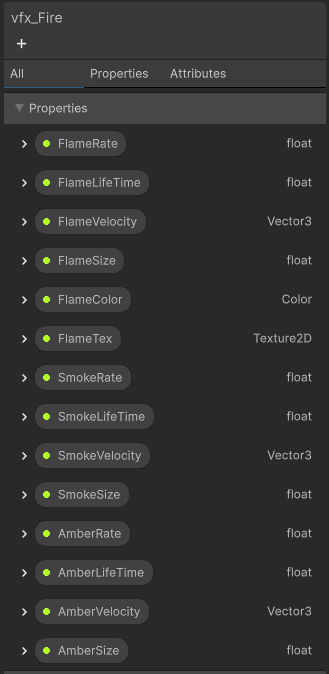 vfx_Fire
+
All Properties Attributes
Properties
FlameRate float
FlameLifeTime float
FlameVelocity Vector3
FlameSize float
FlameColor Color
FlameTex Texture2D
SmokeRate float
SmokeLifeTime float
SmokeVelocity Vector3
SmokeSize float
AmberRate float
AmberLifeTime float
AmberVelocity Vector3
AmberSize float